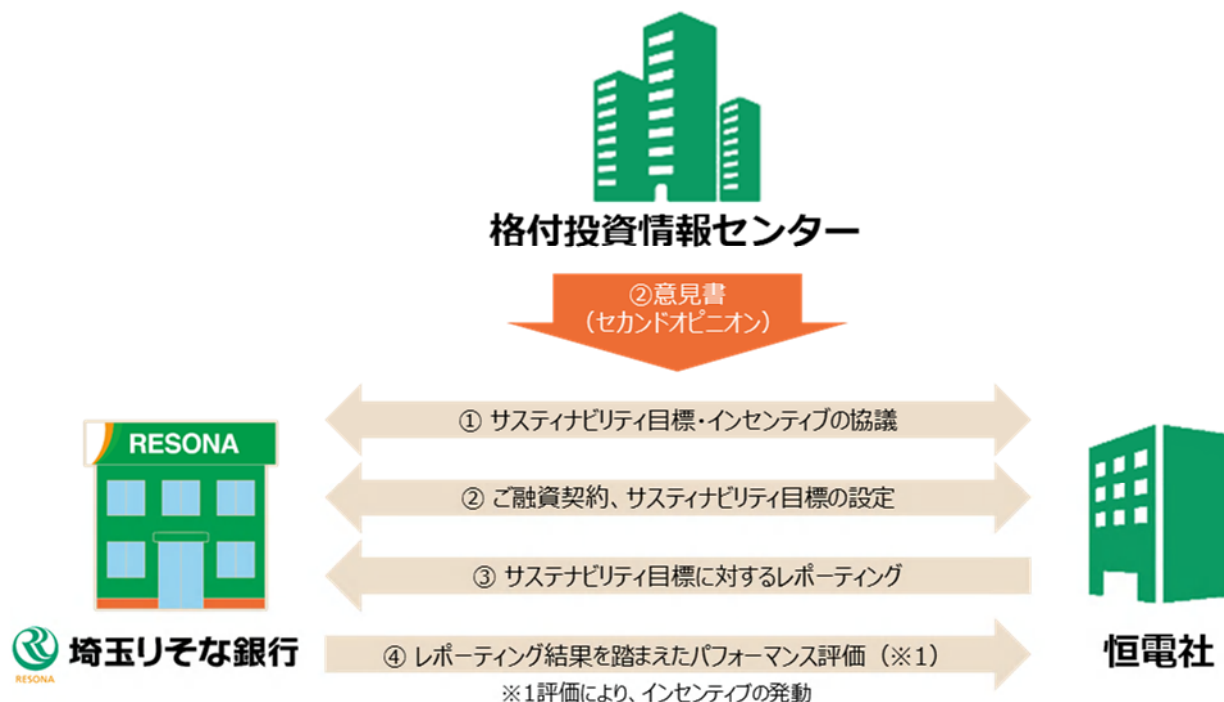 格付投資情報センター
②意見書
（セカンドオピニオン）
① サスティナビリティ目標・インセンティブの協議
RESONA
② ご融資契約、サスティナビリティ目標の設定
③ サステナビリティ目標に対するレポーティング
RESONA
埼玉りそな銀行
④ レポーティング結果を踏まえたパフォーマンス評価（※1）
※1評価により、インセンティブの発動
恒電社